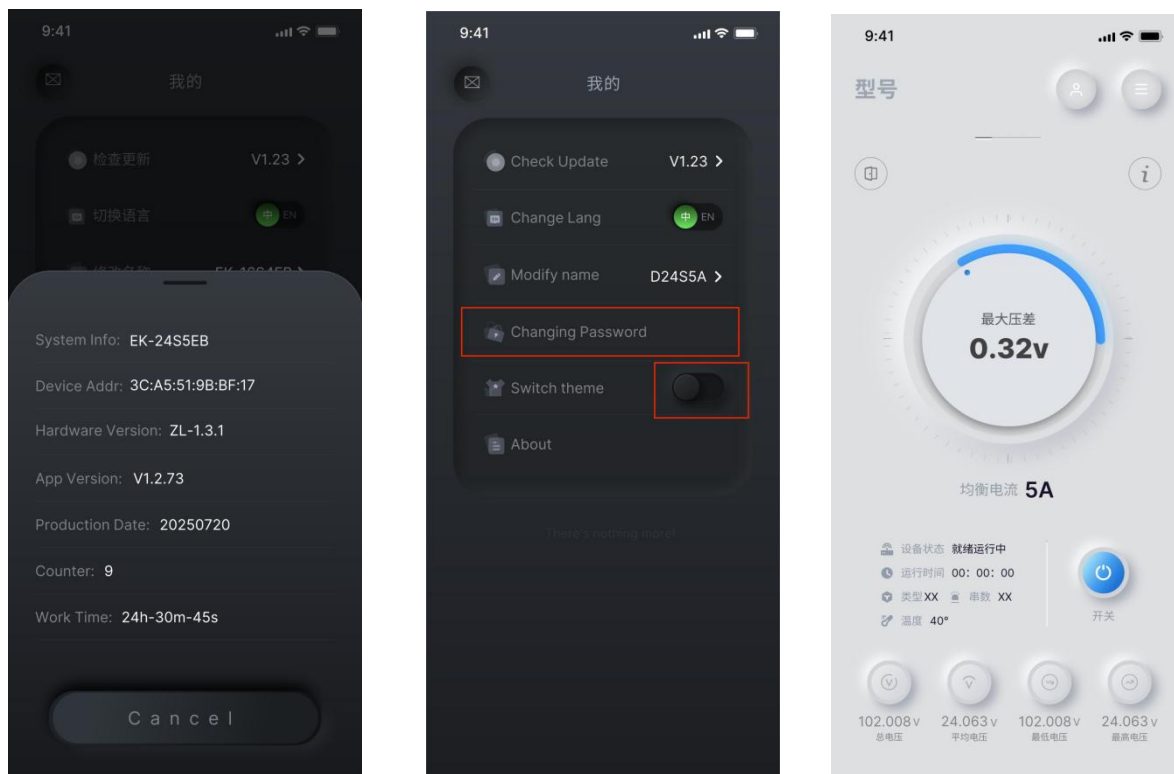 9:41
我的
检查更新
V1.23
切换语言
中 EN
修改名称
EK-10S4EB
System Info: EK-24S5EB
Device Addr: 3C:A5:51:9B:BF:17
Hardware Version: ZL-1.3.1
App Version: V1.2.73
Production Date: 20250720
Counter: 9
Work Time: 24h-30m-45s
Cancel
9:41
我的
Check Update V1.23
Change Lang 中 EN
Modify name D24S5A
Changing Password
Switch theme
About
There's nothing more!
9:41
型号
i
最大压差
0.32v
均衡电流 5A
设备状态 就绪运行中
运行时间 00: 00: 00
类型 XX 串数 XX
温度 40°
开关
102.008v 24.063v 102.008v 24.063v
总电压 平均电压 最低电压 最高电压